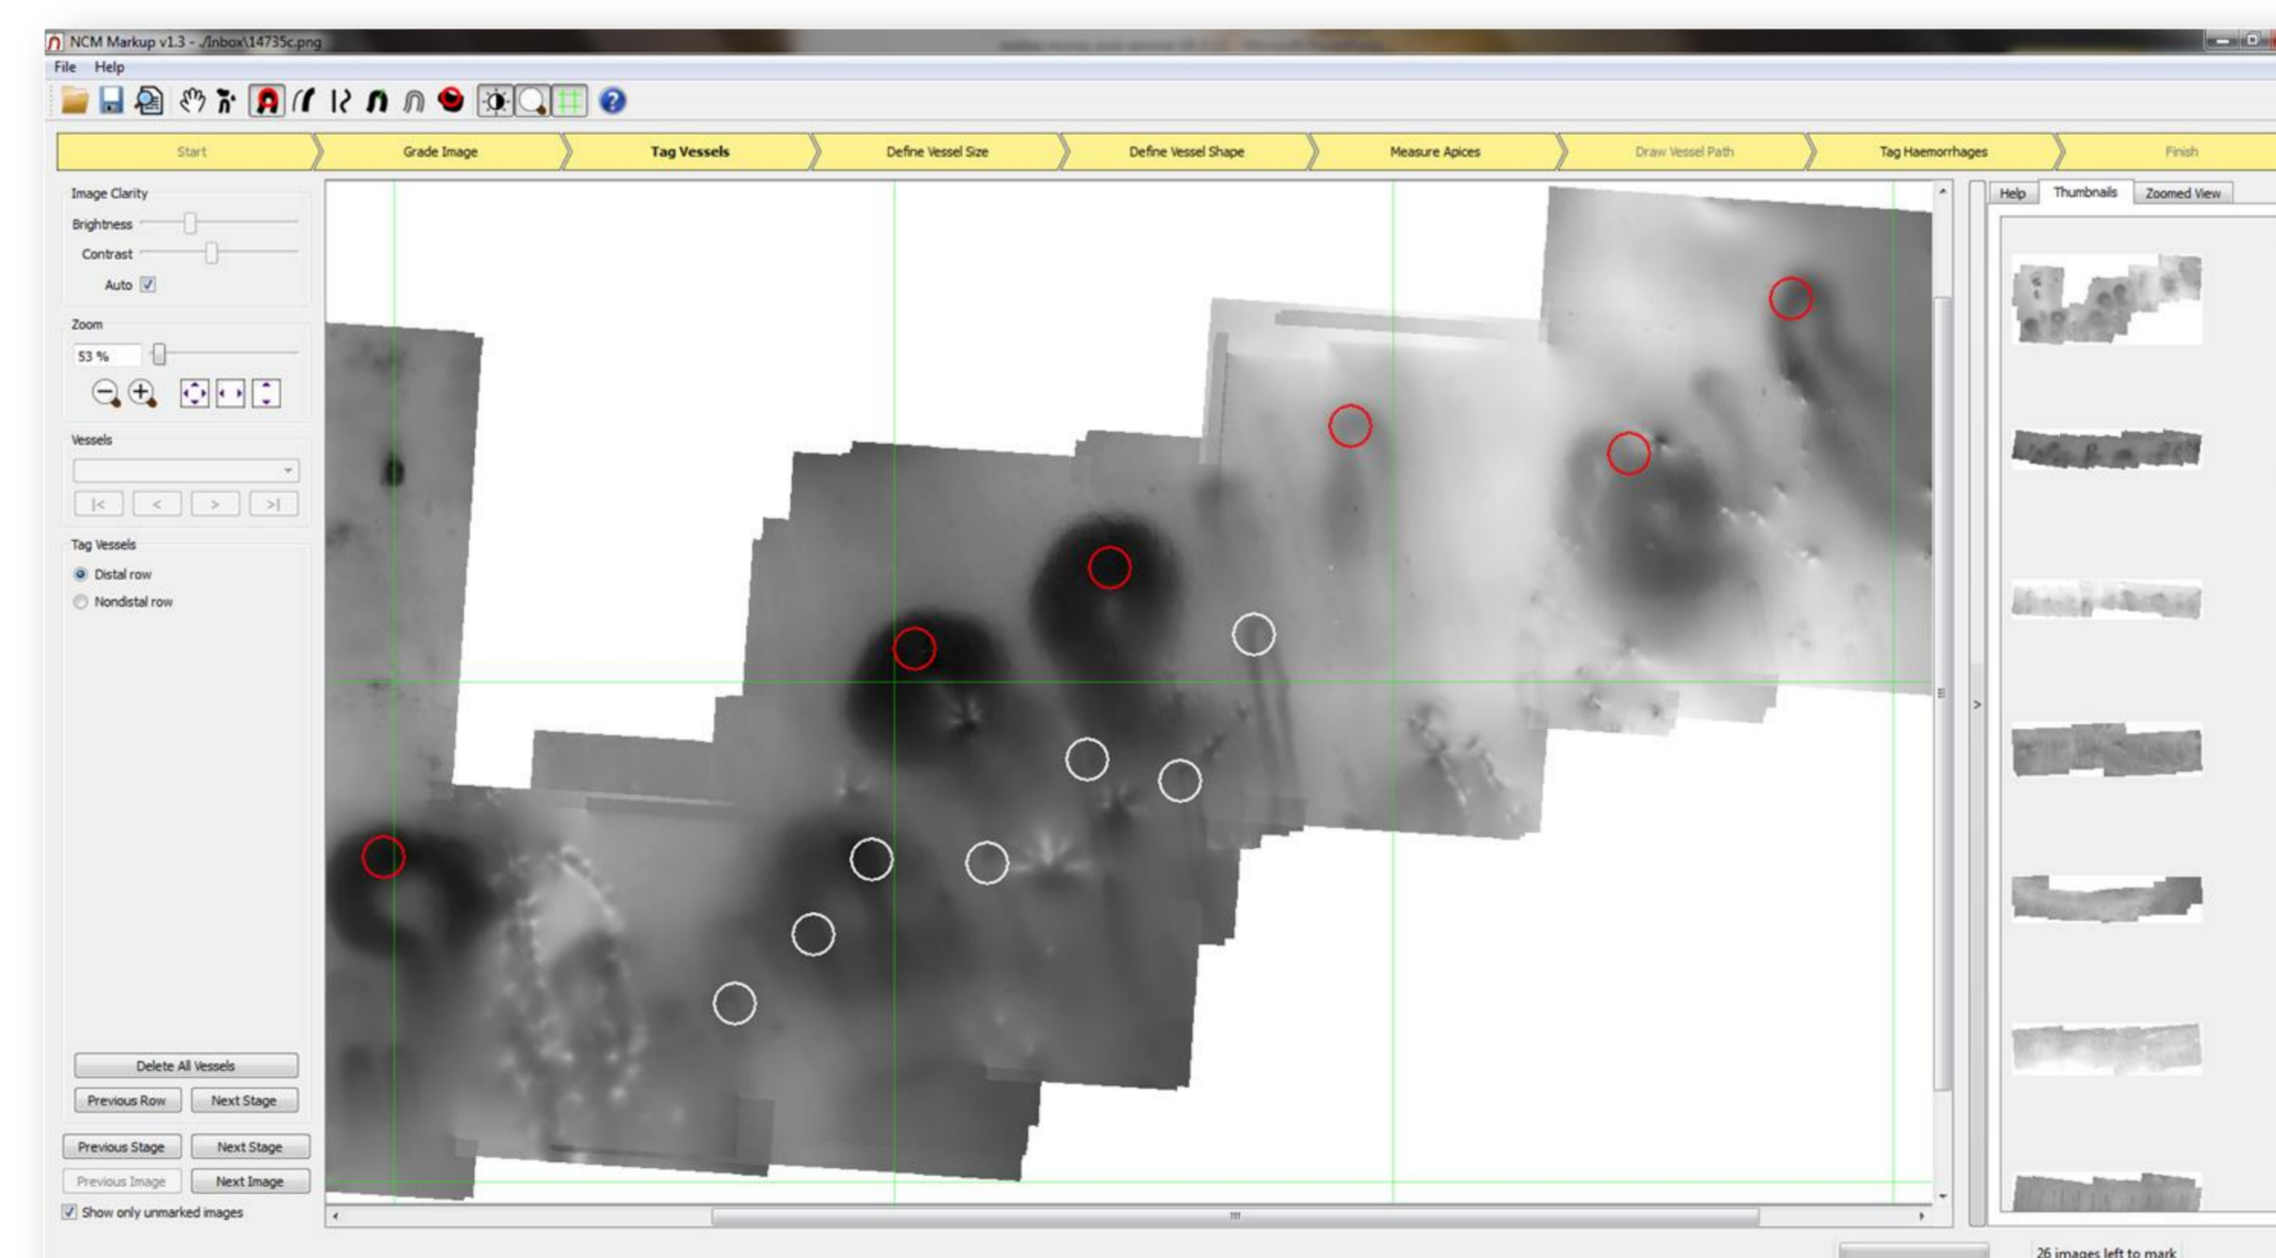 NCM Markup v1.3 - ./Inbox\14735c.png
File Help
Start Grade Image Tag Vessels Define Vessel Size Define Vessel Shape Measure Apices Draw Vessel Path Tag Haemorrhages Finish
Image Clarity
Brightness
Contrast
Auto
Zoom
53 %
Vessels
|< < > >|
Tag Vessels
Distal row
Nondistal row
Delete All Vessels
Previous Row Next Stage
Previous Stage Next Stage
Previous Image Next Image
Show only unmarked images
Help Thumbnails Zoomed View
>
26 images left to mark